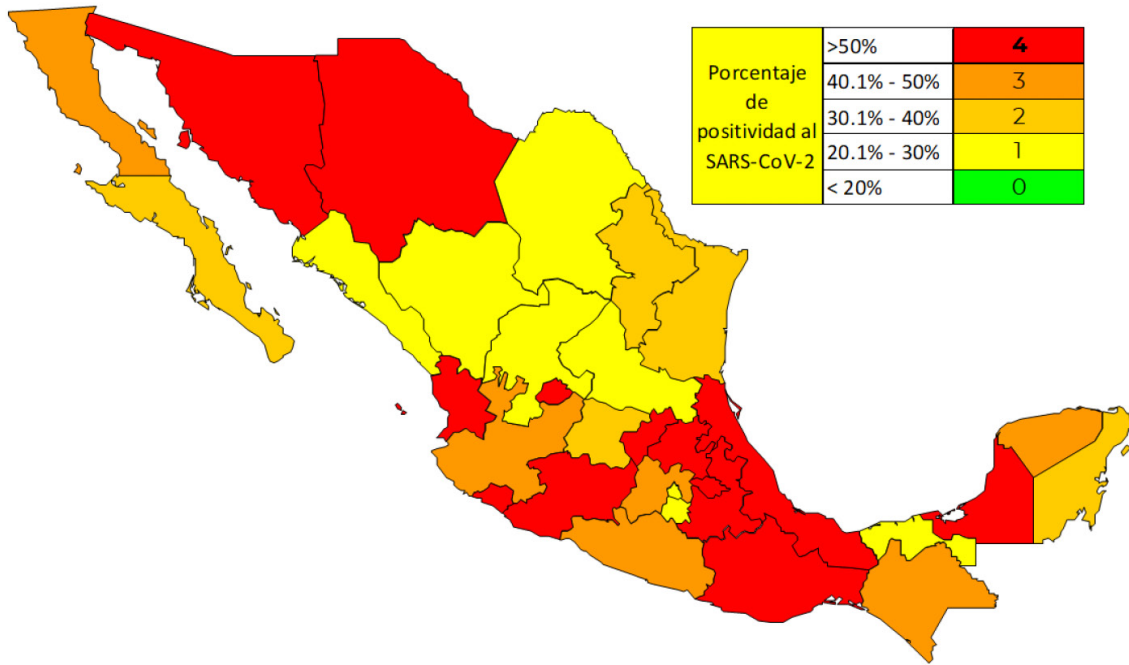 Porcentaje
de
positividad al
SARS-CoV-2
>50% 4
40.1% - 50% 3
30.1% - 40% 2
20.1% - 30% 1
< 20% 0